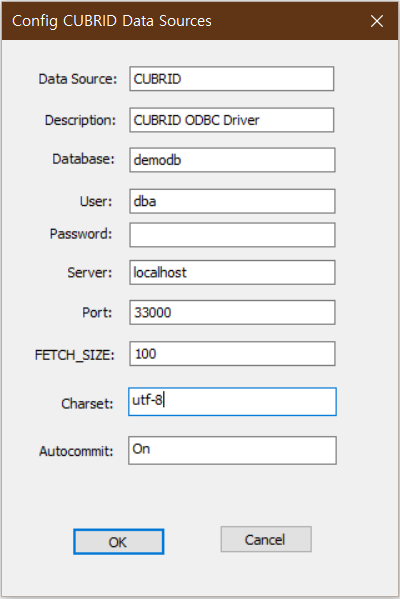 Config CUBRID Data Sources
Data Source: CUBRID
Description: CUBRID ODBC Driver
Database: demodb
User: dba
Password:
Server: localhost
Port: 33000
FETCH_SIZE: 100
Charset: utf-8
Autocommit: On
OK Cancel